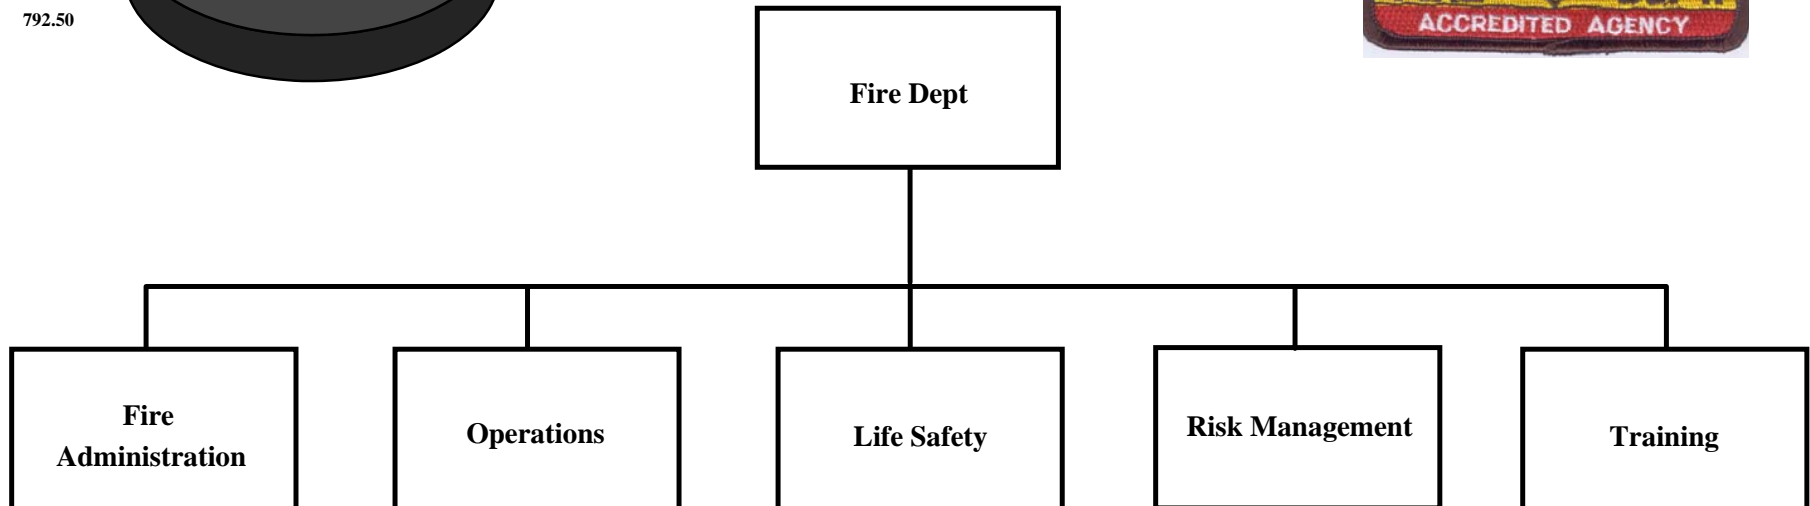 792.50
ACCREDITED AGENCY
Fire Dept
Fire
Administration
Operations
Life Safety
Risk Management
Training